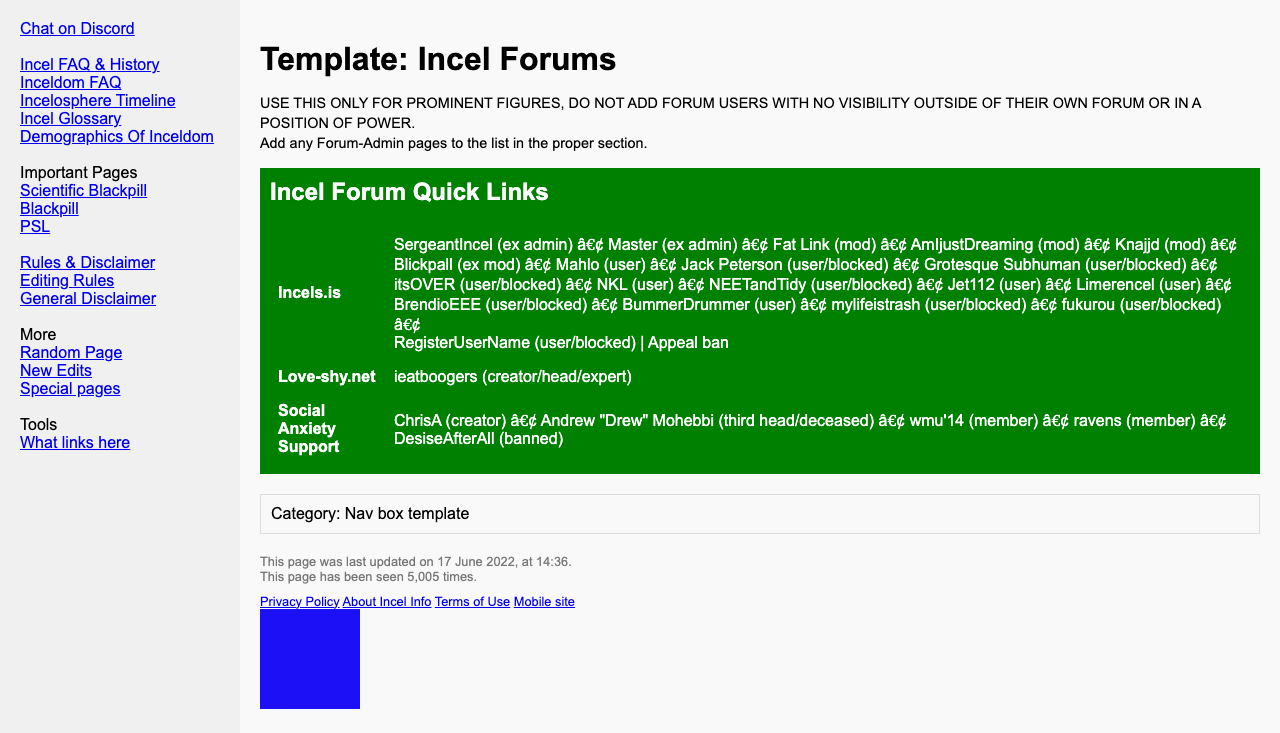 Chat on Discord
Incel FAQ & History
Inceldom FAQ
Incelosphere Timeline
Incel Glossary
Demographics Of Inceldom
Important Pages
Scientific Blackpill
Blackpill
PSL
Rules & Disclaimer
Editing Rules
General Disclaimer
More
Random Page
New Edits
Special pages
Tools
What links here
Template: Incel Forums
USE THIS ONLY FOR PROMINENT FIGURES, DO NOT ADD FORUM USERS WITH NO VISIBILITY OUTSIDE OF THEIR OWN FORUM OR IN A
POSITION OF POWER.
Add any Forum-Admin pages to the list in the proper section.
Incel Forum Quick Links
Incels.is
SergeantIncel (ex admin) â€¢ Master (ex admin) â€¢ Fat Link (mod) â€¢ AmIjustDreaming (mod) â€¢ Knajjd (mod) â€¢
Blickpall (ex mod) â€¢ Mahlo (user) â€¢ Jack Peterson (user/blocked) â€¢ Grotesque Subhuman (user/blocked) â€¢
itsOVER (user/blocked) â€¢ NKL (user) â€¢ NEETandTidy (user/blocked) â€¢ Jet112 (user) â€¢ Limerencel (user) â€¢
BrendioEEE (user/blocked) â€¢ BummerDrummer (user) â€¢ mylifeistrash (user/blocked) â€¢ fukurou (user/blocked)
â€¢
RegisterUserName (user/blocked) | Appeal ban
Love-shy.net
ieatboogers (creator/head/expert)
Social
Anxiety
Support
ChrisA (creator) â€¢ Andrew "Drew" Mohebbi (third head/deceased) â€¢ wmu'14 (member) â€¢ ravens (member) â€¢
DesiseAfterAll (banned)
Category: Nav box template
This page was last updated on 17 June 2022, at 14:36.
This page has been seen 5,005 times.
Privacy Policy About Incel Info Terms of Use Mobile site